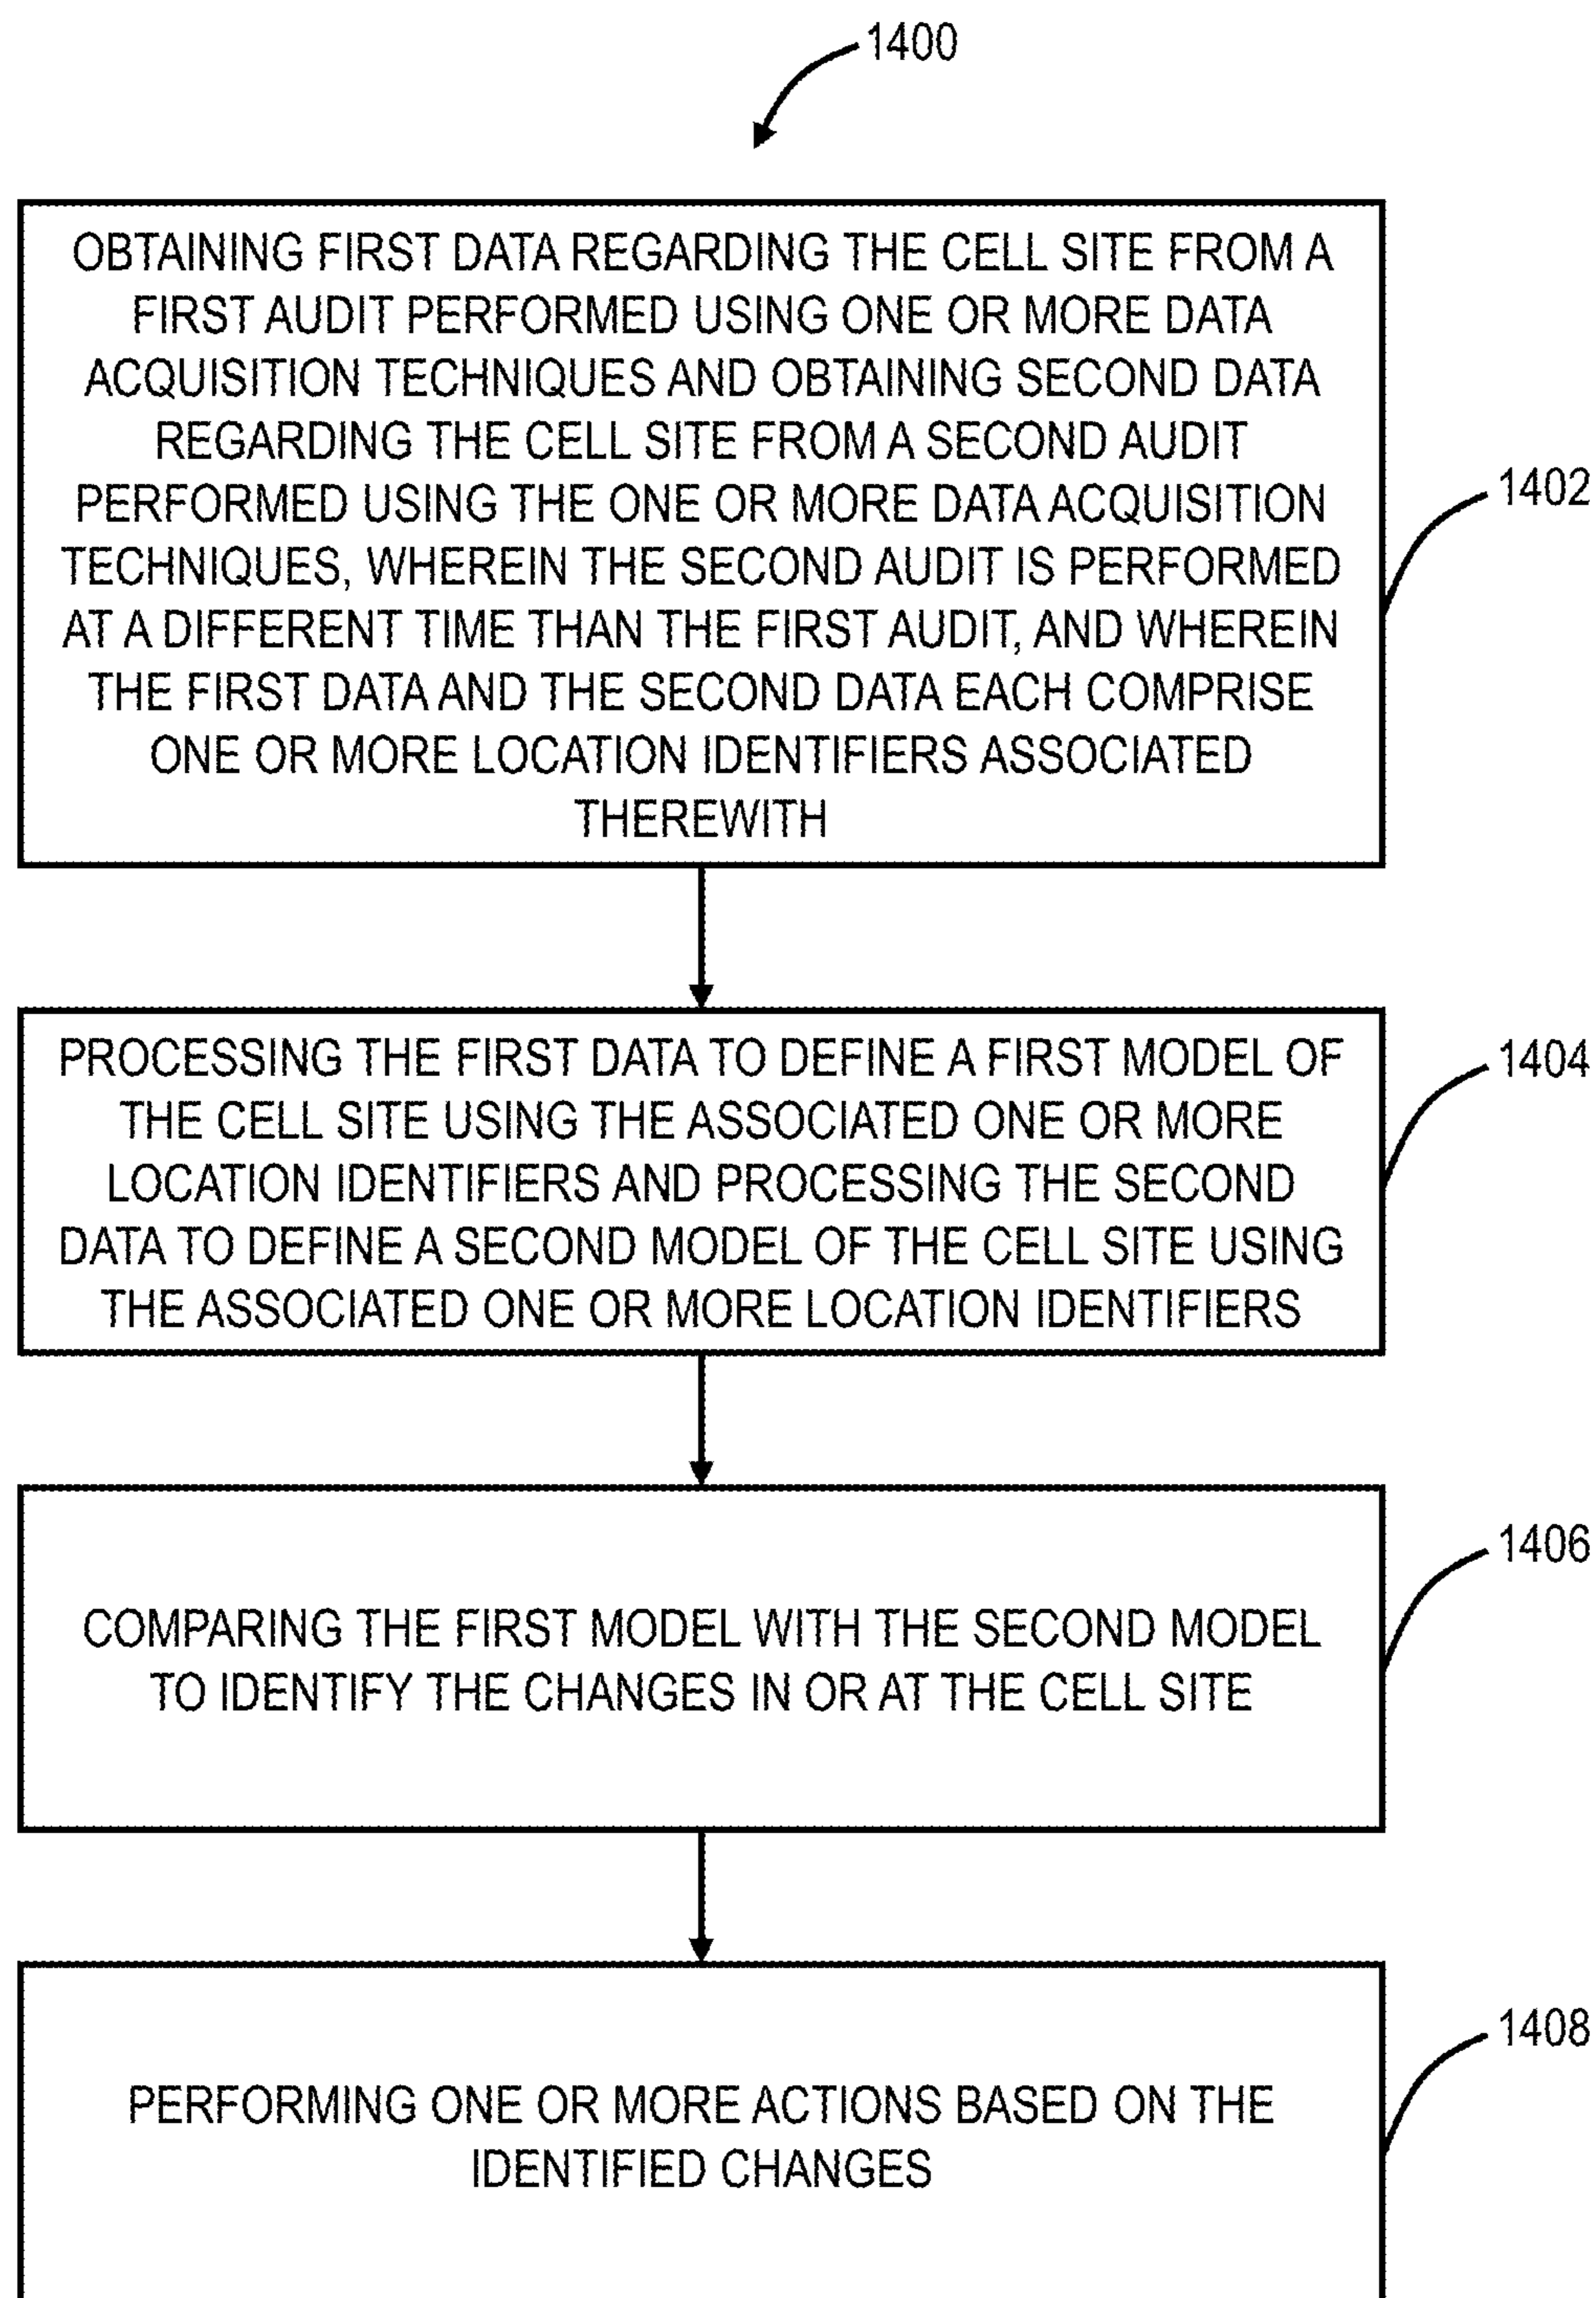 1400
OBTAINING FIRST DATA REGARDING THE CELL SITE FROM A
FIRST AUDIT PERFORMED USING ONE OR MORE DATA
ACQUISITION TECHNIQUES AND OBTAINING SECOND DATA
REGARDING THE CELL SITE FROM A SECOND AUDIT
PERFORMED USING THE ONE OR MORE DATA ACQUISITION
TECHNIQUES, WHEREIN THE SECOND AUDIT IS PERFORMED
AT A DIFFERENT TIME THAN THE FIRST AUDIT, AND WHEREIN
THE FIRST DATA AND THE SECOND DATA EACH COMPRISE
ONE OR MORE LOCATION IDENTIFIERS ASSOCIATED
THEREWITH
1402
PROCESSING THE FIRST DATA TO DEFINE A FIRST MODEL OF
THE CELL SITE USING THE ASSOCIATED ONE OR MORE
LOCATION IDENTIFIERS AND PROCESSING THE SECOND
DATA TO DEFINE A SECOND MODEL OF THE CELL SITE USING
THE ASSOCIATED ONE OR MORE LOCATION IDENTIFIERS
1404
COMPARING THE FIRST MODEL WITH THE SECOND MODEL
TO IDENTIFY THE CHANGES IN OR AT THE CELL SITE
1406
PERFORMING ONE OR MORE ACTIONS BASED ON THE
IDENTIFIED CHANGES
1408